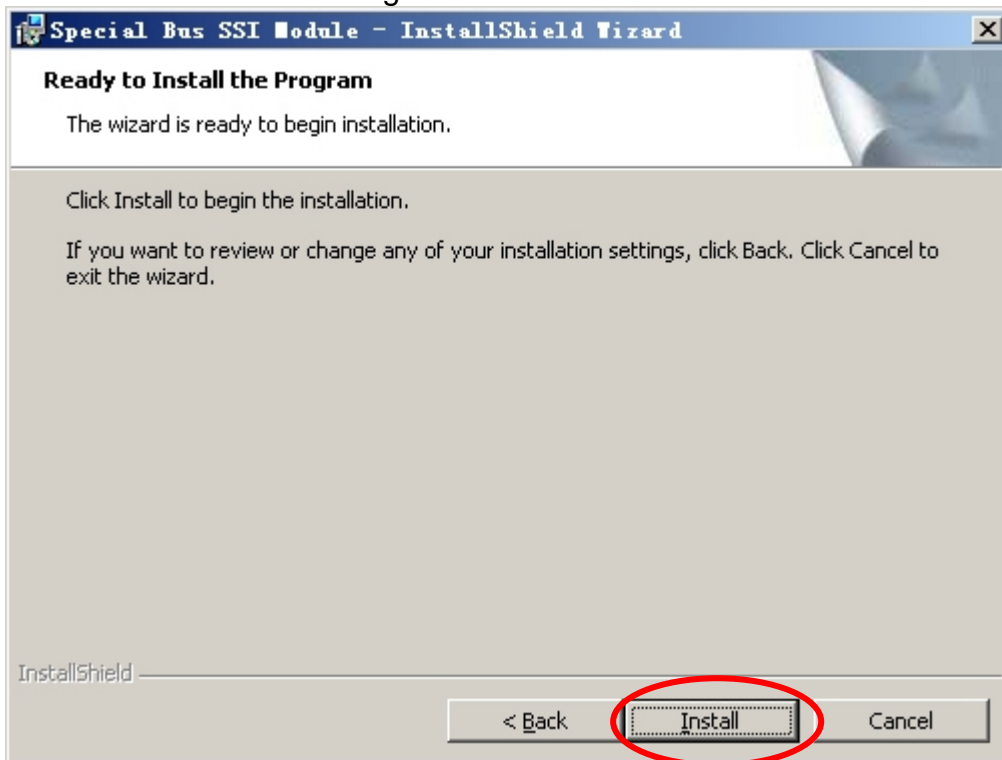 Special Bus SSI Module - InstallShield Wizard
Ready to Install the Program
The wizard is ready to begin installation.
Click Install to begin the installation.
If you want to review or change any of your installation settings, click Back. Click Cancel to
exit the wizard.
InstallShield
< Back Install Cancel